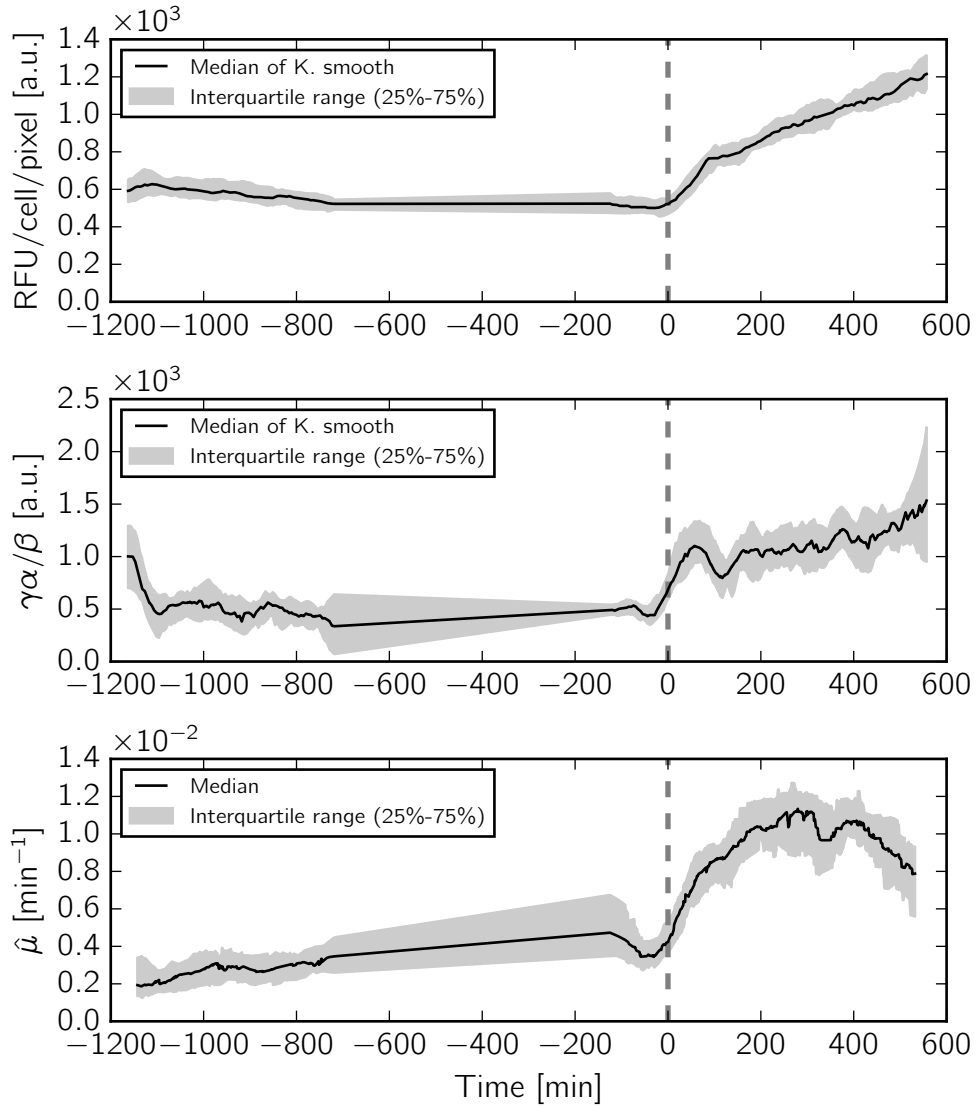 ×10³
RFU/cell/pixel [a.u.]
1.4
1.2
1.0
0.8
0.6
0.4
0.2
0.0
Median of K. smooth
Interquartile range (25%-75%)
−1200 −1000 −800 −600 −400 −200 0 200 400 600
×10³
γα/β [a.u.]
2.5
2.0
1.5
1.0
0.5
0.0
Median of K. smooth
Interquartile range (25%-75%)
−1200 −1000 −800 −600 −400 −200 0 200 400 600
×10⁻²
μ̂ [min⁻¹]
1.4
1.2
1.0
0.8
0.6
0.4
0.2
0.0
Median
Interquartile range (25%-75%)
−1200 −1000 −800 −600 −400 −200 0 200 400 600
Time [min]